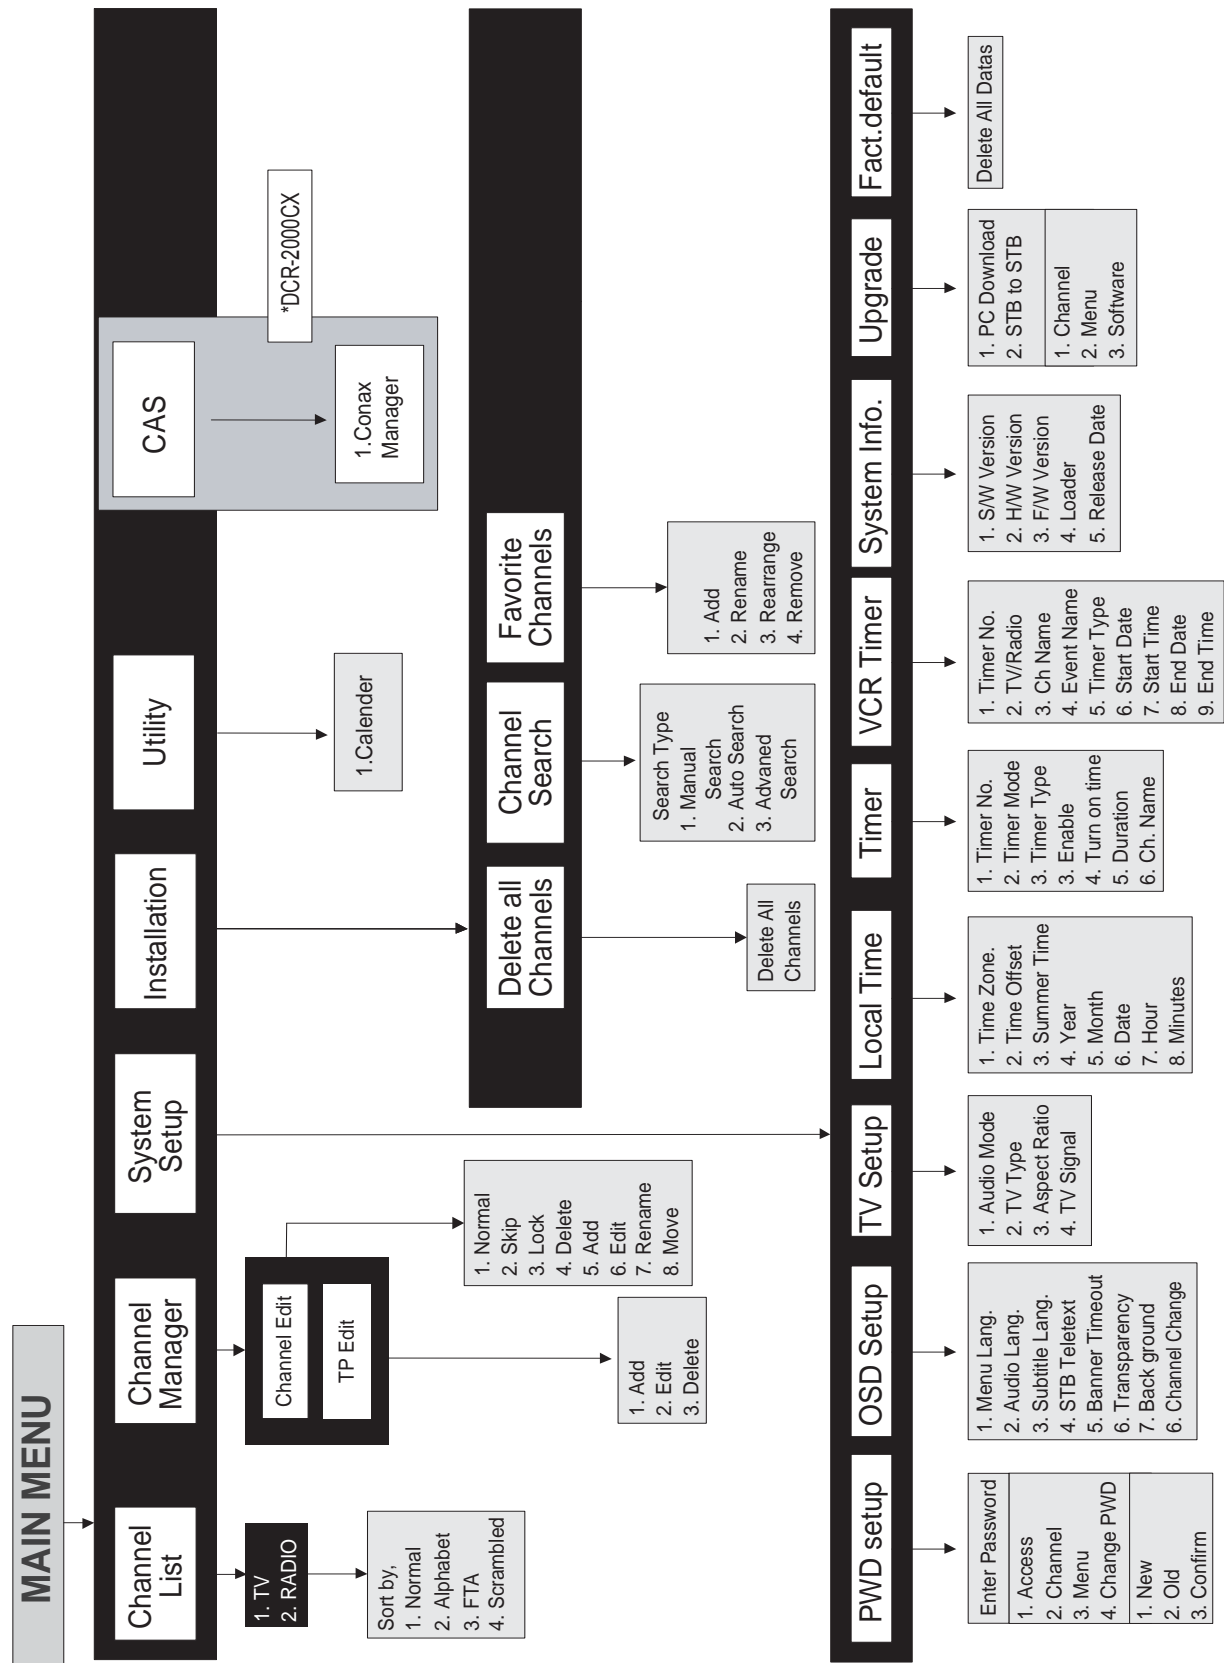 MAIN MENU
Channel
List
Channel
Manager
System
Setup
Installation
Utility
CAS
1. TV
2. RADIO
Sort by,
1. Normal
2. Alphabet
3. FTA
4. Scrambled
Channel Edit
TP Edit
1. Normal
2. Skip
3. Lock
4. Delete
5. Add
6. Edit
7. Rename
8. Move
1. Add
2. Edit
3. Delete
1.Calender
1.Conax
Manager
*DCR-2000CX
Delete all
Channels
Channel
Search
Favorite
Channels
Delete All
Channels
Search Type
1. Manual
Search
2. Auto Search
3. Advaned
Search
1. Add
2. Rename
3. Rearrange
4. Remove
PWD setup
OSD Setup
TV Setup
Local Time
Timer
VCR Timer
System Info.
Upgrade
Fact.default
Enter Password
1. Access
2. Channel
3. Menu
4. Change PWD
1. New
2. Old
3. Confirm
1. Menu Lang.
2. Audio Lang.
3. Subtitle Lang.
4. STB Teletext
5. Banner Timeout
6. Transparency
7. Back ground
6. Channel Change
1. Audio Mode
2. TV Type
3. Aspect Ratio
4. TV Signal
1. Time Zone.
2. Time Offset
3. Summer Time
4. Year
5. Month
6. Date
7. Hour
8. Minutes
1. Timer No.
2. Timer Mode
3. Timer Type
3. Enable
4. Turn on time
5. Duration
6. Ch. Name
1. Timer No.
2. TV/Radio
3. Ch Name
4. Event Name
5. Timer Type
6. Start Date
7. Start Time
8. End Date
9. End Time
1. S/W Version
2. H/W Version
3. F/W Version
4. Loader
5. Release Date
1. PC Download
2. STB to STB
1. Channel
2. Menu
3. Software
Delete All Datas